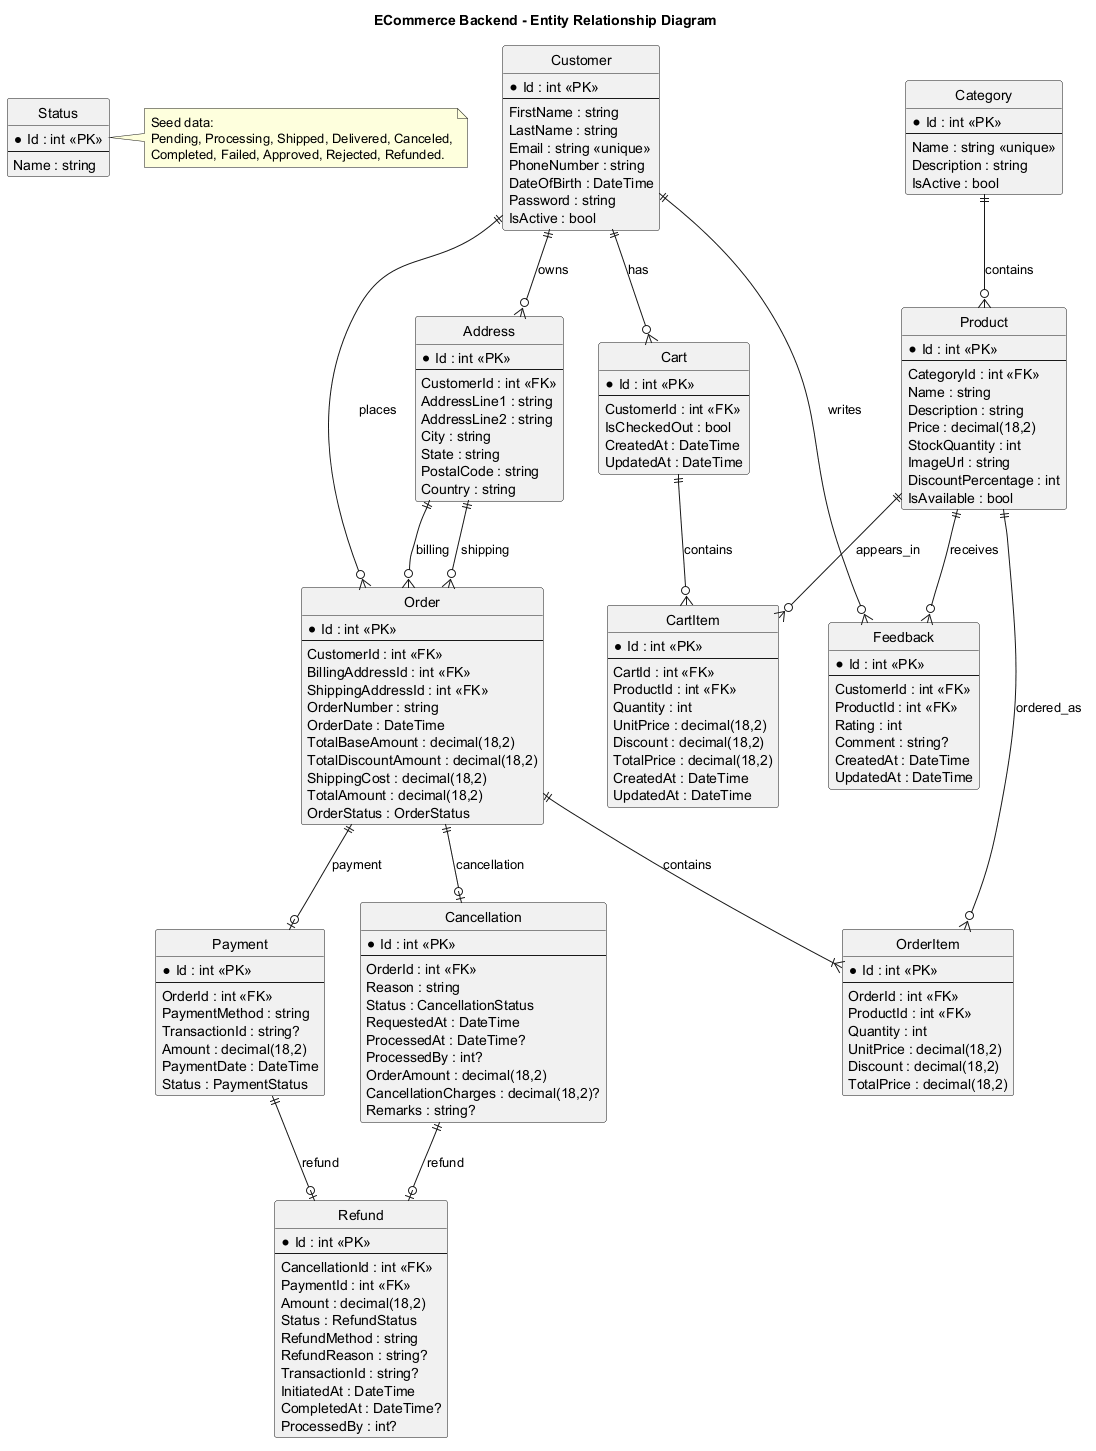 ECommerce Backend - Entity Relationship Diagram
Status
Id : int «PK»
Name : string
Seed data:
Pending, Processing, Shipped, Delivered, Canceled,
Completed, Failed, Approved, Rejected, Refunded.
Customer
Id : int «PK»
FirstName : string
LastName : string
Email : string «unique»
PhoneNumber : string
DateOfBirth : DateTime
Password : string
IsActive : bool
Category
Id : int «PK»
Name : string «unique»
Description : string
IsActive : bool
owns
has
contains
Address
Id : int «PK»
CustomerId : int «FK»
AddressLine1 : string
AddressLine2 : string
City : string
State : string
PostalCode : string
Country : string
Cart
Id : int «PK»
CustomerId : int «FK»
IsCheckedOut : bool
CreatedAt : DateTime
UpdatedAt : DateTime
Product
Id : int «PK»
CategoryId : int «FK»
Name : string
Description : string
Price : decimal(18,2)
StockQuantity : int
ImageUrl : string
DiscountPercentage : int
IsAvailable : bool
places
writes
billing
shipping
contains
appears_in
receives
Order
Id : int «PK»
CustomerId : int «FK»
BillingAddressId : int «FK»
ShippingAddressId : int «FK»
OrderNumber : string
OrderDate : DateTime
TotalBaseAmount : decimal(18,2)
TotalDiscountAmount : decimal(18,2)
ShippingCost : decimal(18,2)
TotalAmount : decimal(18,2)
OrderStatus : OrderStatus
CartItem
Id : int «PK»
CartId : int «FK»
ProductId : int «FK»
Quantity : int
UnitPrice : decimal(18,2)
Discount : decimal(18,2)
TotalPrice : decimal(18,2)
CreatedAt : DateTime
UpdatedAt : DateTime
Feedback
Id : int «PK»
CustomerId : int «FK»
ProductId : int «FK»
Rating : int
Comment : string?
CreatedAt : DateTime
UpdatedAt : DateTime
ordered_as
payment
cancellation
contains
Payment
Id : int «PK»
OrderId : int «FK»
PaymentMethod : string
TransactionId : string?
Amount : decimal(18,2)
PaymentDate : DateTime
Status : PaymentStatus
Cancellation
Id : int «PK»
OrderId : int «FK»
Reason : string
Status : CancellationStatus
RequestedAt : DateTime
ProcessedAt : DateTime?
ProcessedBy : int?
OrderAmount : decimal(18,2)
CancellationCharges : decimal(18,2)?
Remarks : string?
OrderItem
Id : int «PK»
OrderId : int «FK»
ProductId : int «FK»
Quantity : int
UnitPrice : decimal(18,2)
Discount : decimal(18,2)
TotalPrice : decimal(18,2)
refund
refund
Refund
Id : int «PK»
CancellationId : int «FK»
PaymentId : int «FK»
Amount : decimal(18,2)
Status : RefundStatus
RefundMethod : string
RefundReason : string?
TransactionId : string?
InitiatedAt : DateTime
CompletedAt : DateTime?
ProcessedBy : int?